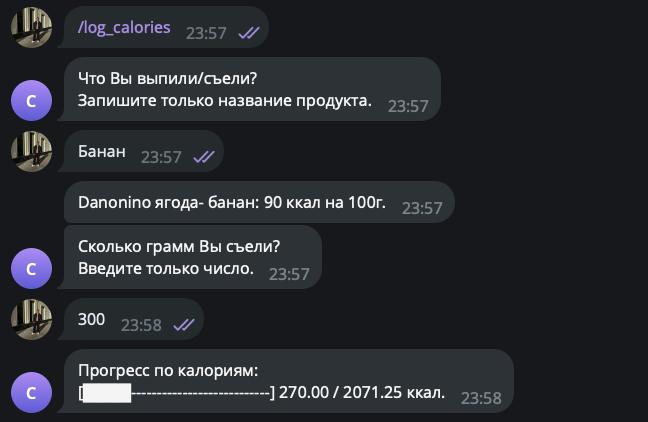 /log_calories 23:57
С
Что Вы выпили/съели?
Запишите только название продукта. 23:57
Банан 23:57
Danonino ягода- банан: 90 ккал на 100г. 23:57
С
Сколько грамм Вы съели?
Введите только число. 23:57
300 23:58
С
Прогресс по калориям:
[█████---------------------------] 270.00 / 2071.25 ккал. 23:58